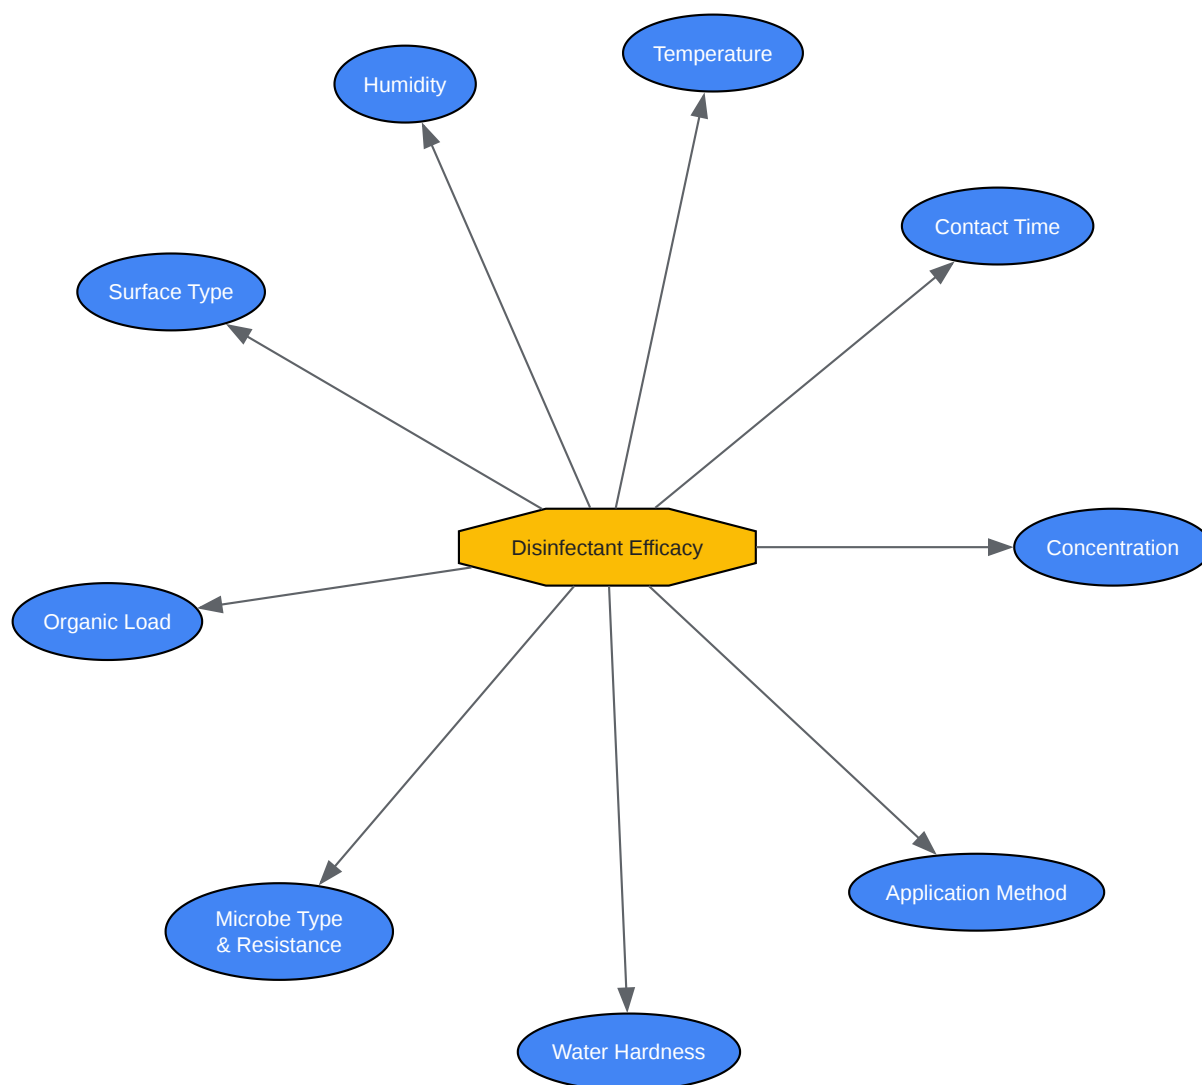 Temperature
Humidity
Contact Time
Surface Type
Disinfectant Efficacy
Concentration
Organic Load
Application Method
Microbe Type
& Resistance
Water Hardness